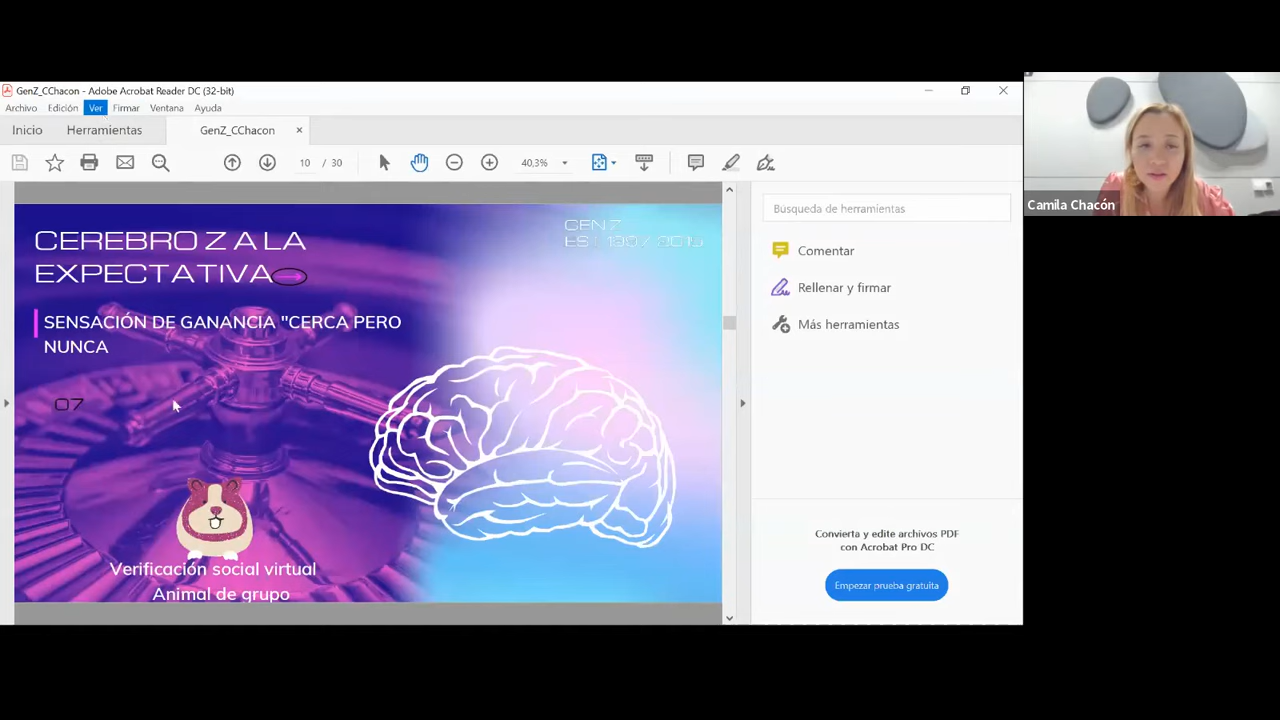 GenZ_CChacon - Adobe Acrobat Reader DC (32-bit)
Archivo Edición Ver Firmar Ventana Ayuda
Inicio Herramientas GenZ_CChacon
10 / 30 40,3%
CEREBRO Z A LA
EXPECTATIVA
GEN Z
SENSACIÓN DE GANANCIA "CERCA PERO
NUNCA
07
Verificación social virtual
Animal de grupo
Búsqueda de herramientas
Comentar
Rellenar y firmar
Más herramientas
Convierta y edite archivos PDF
con Acrobat Pro DC
Empezar prueba gratuita
Camila Chacón